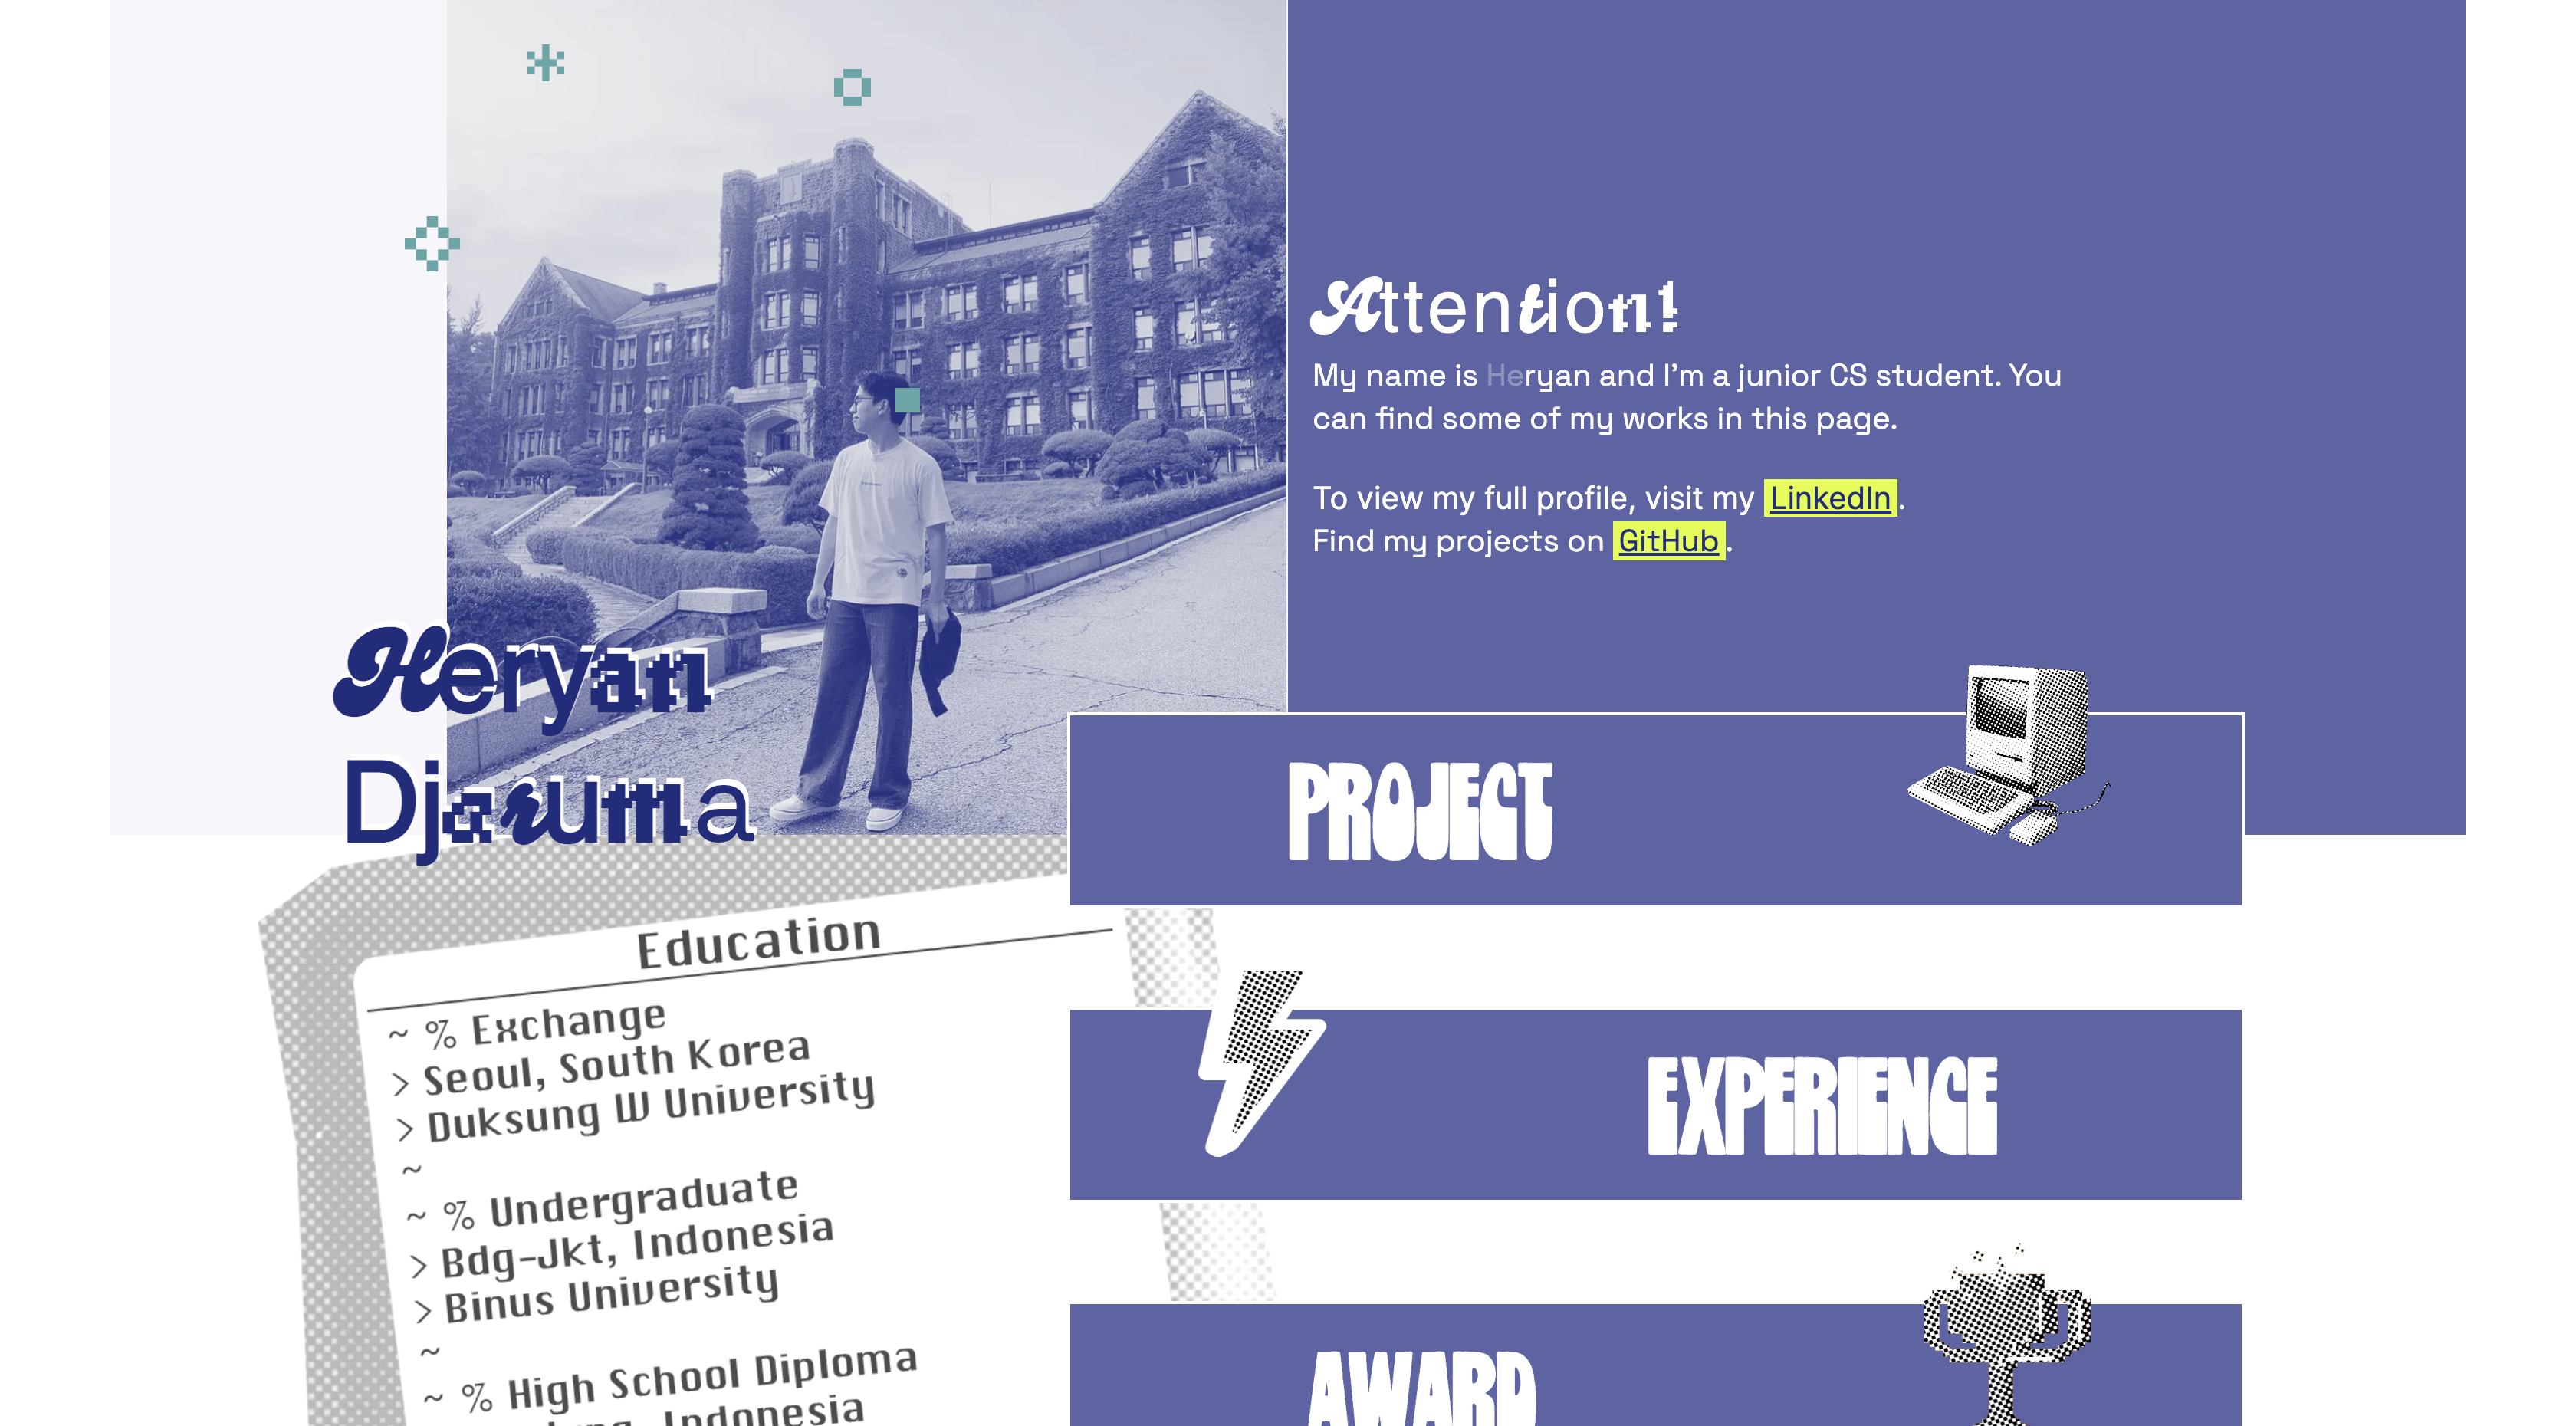 Attention!
My name is Heryan and I'm a junior CS student. You
can find some of my works in this page.
To view my full profile, visit my LinkedIn.
Find my projects on GitHub.
Heryan
Djaruma
PROJECT
Education
~ % Exchange
> Seoul, South Korea
> Duksung W University
~
~ % Undergraduate
> Bdg-Jkt, Indonesia
> Binus University
~
~ % High School Diploma
Indonesia
EXPERIENCE
AWARD